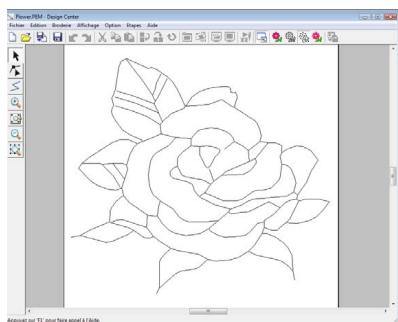 Flower.PEM - Design Center
Fichier Edition Broderie Affichage Option Etapes Aide
Appuyez sur 'F1' pour faire appel à l'Aide.